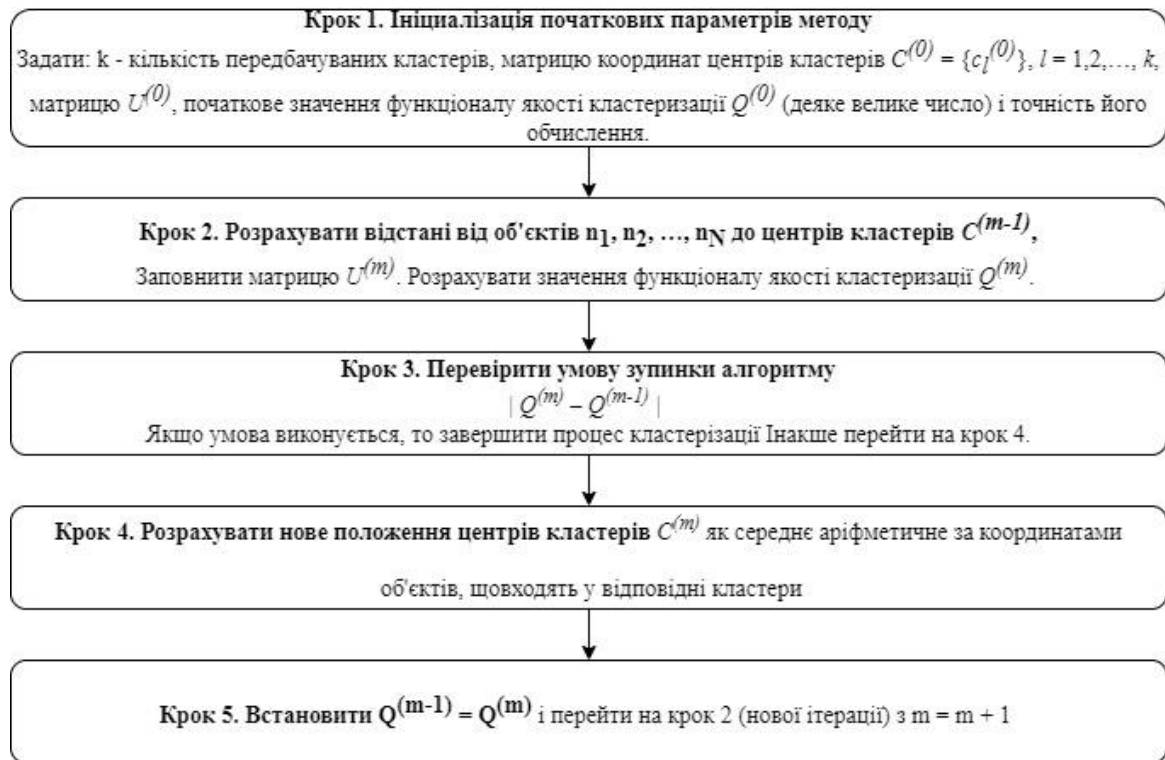 Крок 1. Ініціалізація початкових параметрів методу
Задати: k - кількість передбачуваних кластерів, матрицю координат центрів кластерів C^(0) = {c_l^(0)}, l = 1,2,…, k,
матрицю U^(0), початкове значення функціоналу якості кластеризації Q^(0) (деяке велике число) і точність його
обчислення.
Крок 2. Розрахувати відстані від об'єктів n₁, n₂, …, n_N до центрів кластерів C^(m-1),
Заповнити матрицю U^(m). Розрахувати значення функціоналу якості кластеризації Q^(m).
Крок 3. Перевірити умову зупинки алгоритму
| Q^(m) – Q^(m-1) |
Якщо умова виконується, то завершити процес кластерізації Інакше перейти на крок 4.
Крок 4. Розрахувати нове положення центрів кластерів C^(m) як середнє аріфметичне за координатами
об'єктів, щовходять у відповідні кластери
Крок 5. Встановити Q^(m-1) = Q^(m) і перейти на крок 2 (нової ітерації) з m = m + 1